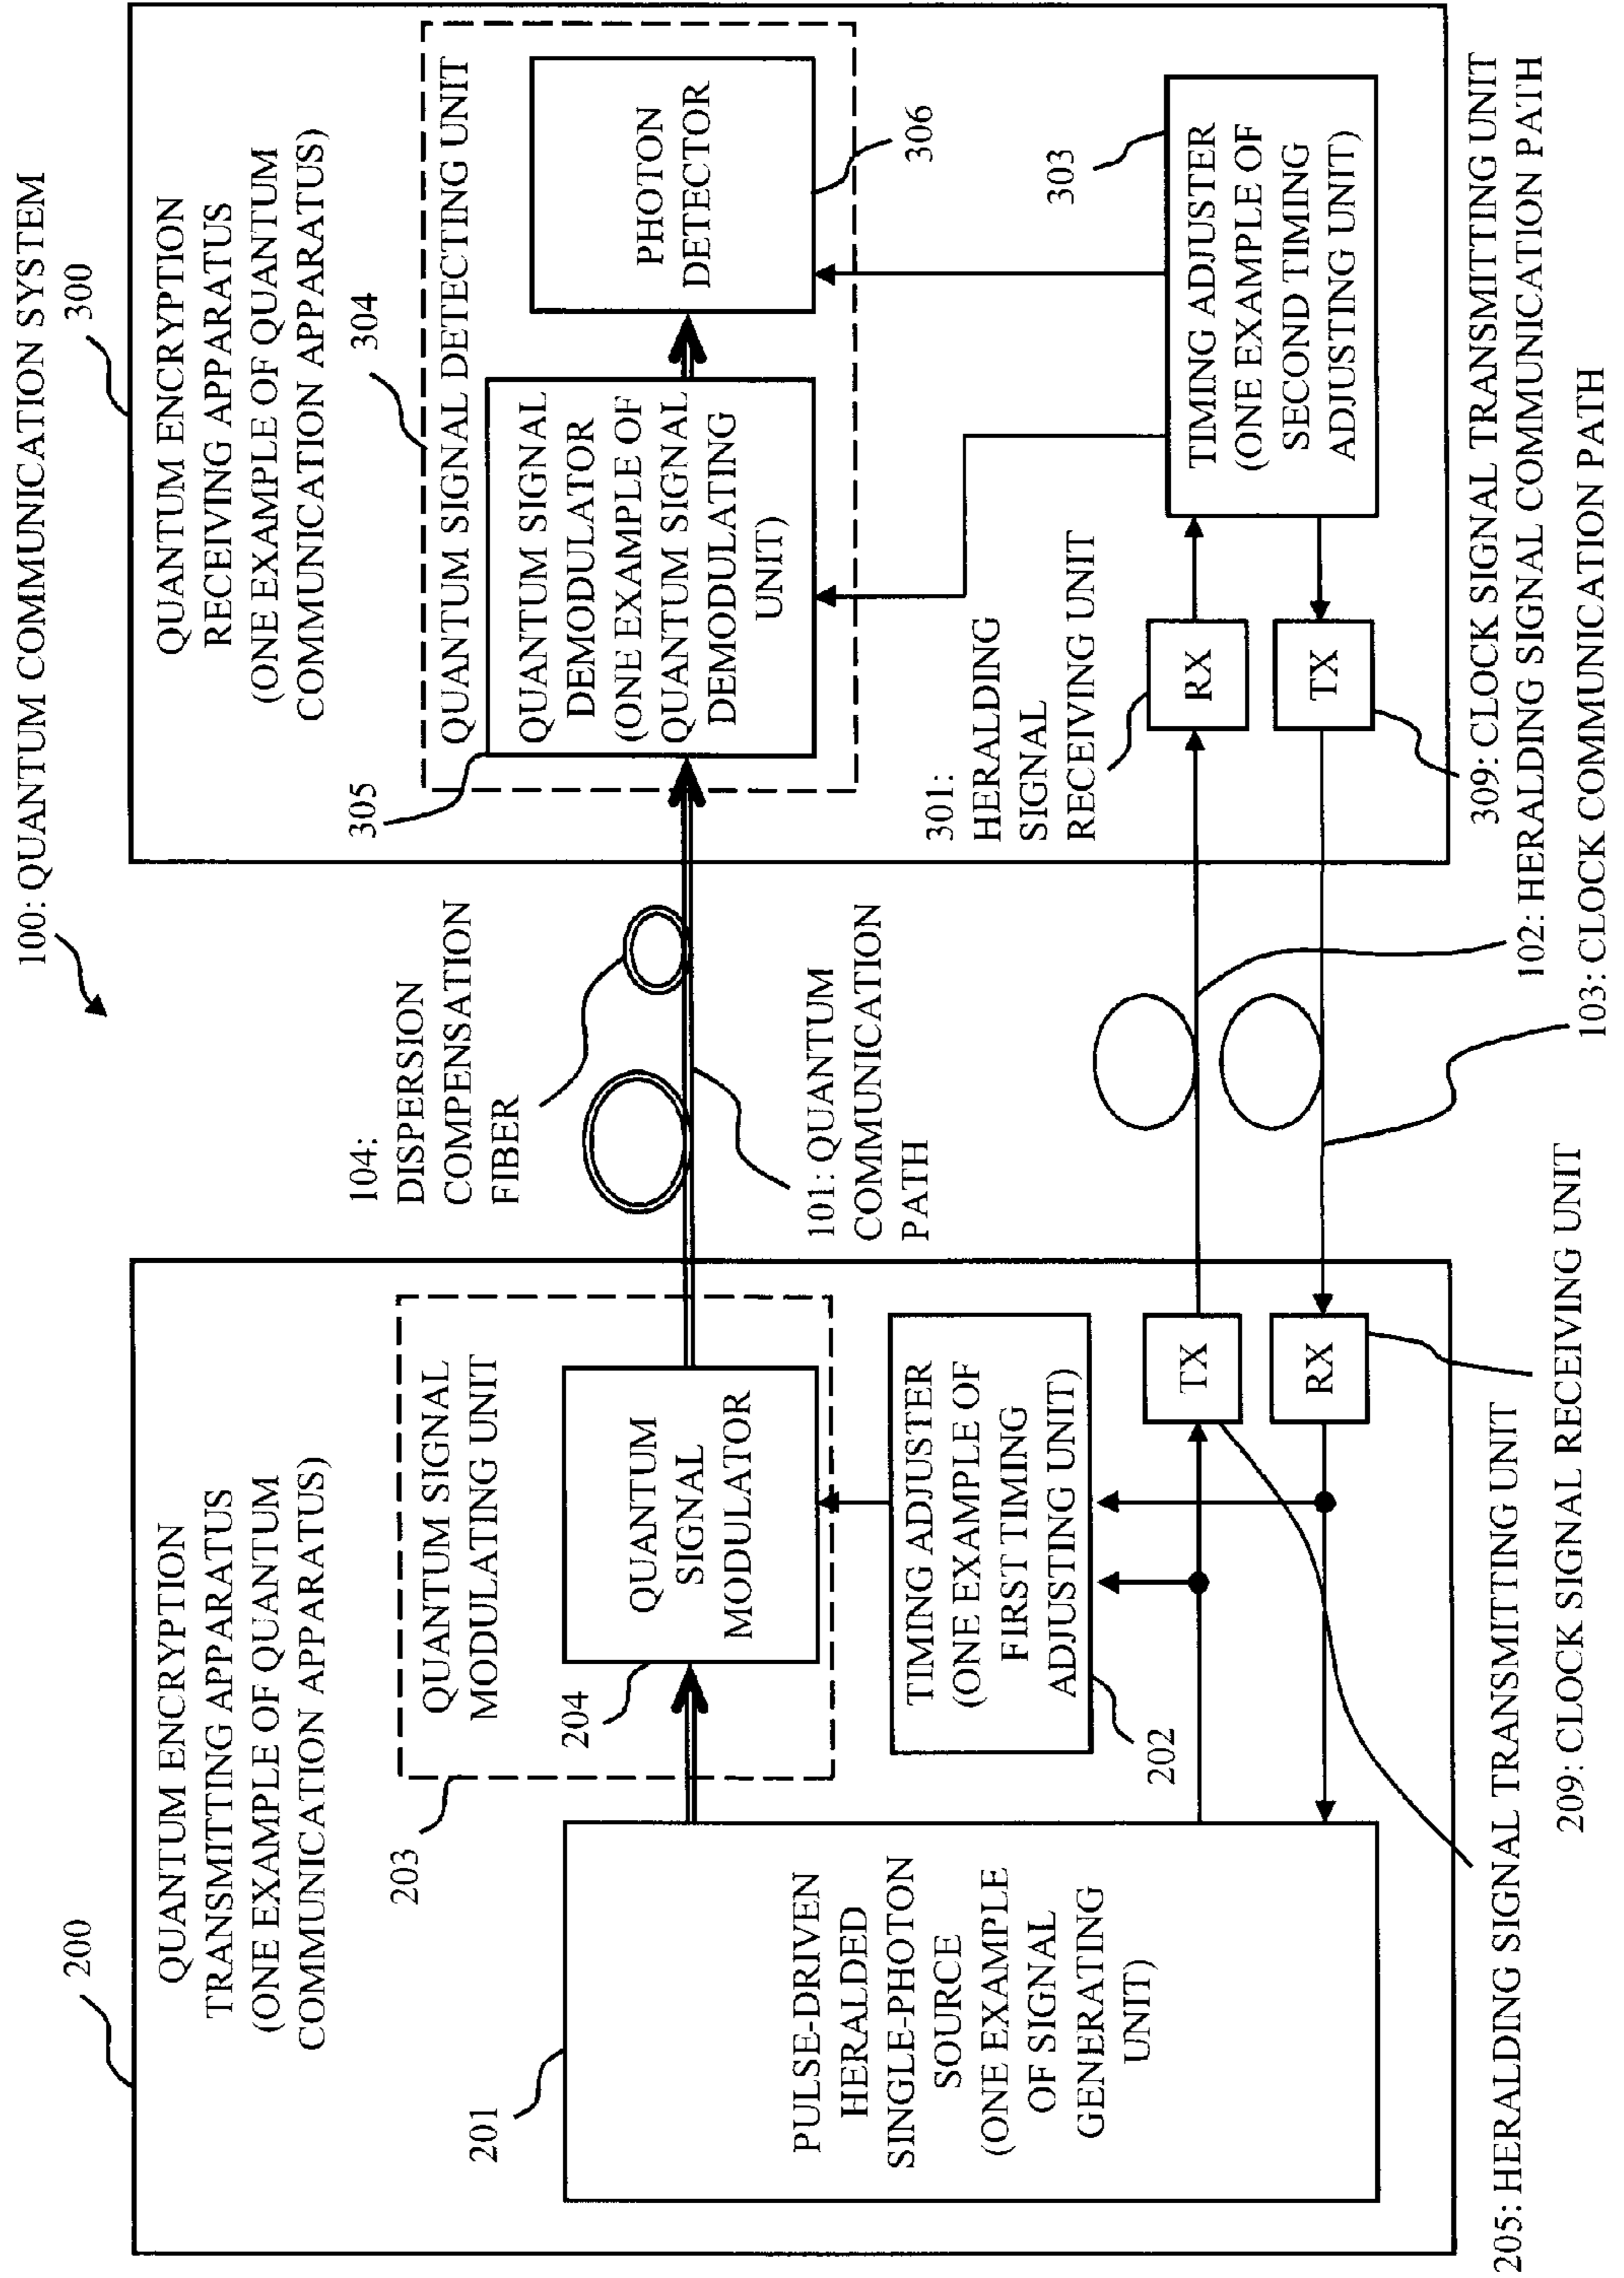 100: QUANTUM COMMUNICATION SYSTEM
200
QUANTUM ENCRYPTION
TRANSMITTING APPARATUS
(ONE EXAMPLE OF QUANTUM
COMMUNICATION APPARATUS)
201
PULSE-DRIVEN
HERALDED
SINGLE-PHOTON
SOURCE
(ONE EXAMPLE
OF SIGNAL
GENERATING
UNIT)
203
QUANTUM SIGNAL
MODULATING UNIT
204
QUANTUM
SIGNAL
MODULATOR
TIMING ADJUSTER
(ONE EXAMPLE OF
FIRST TIMING
ADJUSTING UNIT)
202
TX
RX
205: HERALDING SIGNAL TRANSMITTING UNIT
209: CLOCK SIGNAL RECEIVING UNIT
104:
DISPERSION
COMPENSATION
FIBER
101: QUANTUM
COMMUNICATION
PATH
300
QUANTUM ENCRYPTION
RECEIVING APPARATUS
(ONE EXAMPLE OF QUANTUM
COMMUNICATION APPARATUS)
304
QUANTUM SIGNAL DETECTING UNIT
305
QUANTUM SIGNAL
DEMODULATOR
(ONE EXAMPLE OF
QUANTUM SIGNAL
DEMODULATING
UNIT)
PHOTON
DETECTOR
306
301:
HERALDING
SIGNAL
RECEIVING UNIT
RX
TX
303
TIMING ADJUSTER
(ONE EXAMPLE OF
SECOND TIMING
ADJUSTING UNIT)
309: CLOCK SIGNAL TRANSMITTING UNIT
102: HERALDING SIGNAL COMMUNICATION PATH
103: CLOCK COMMUNICATION PATH